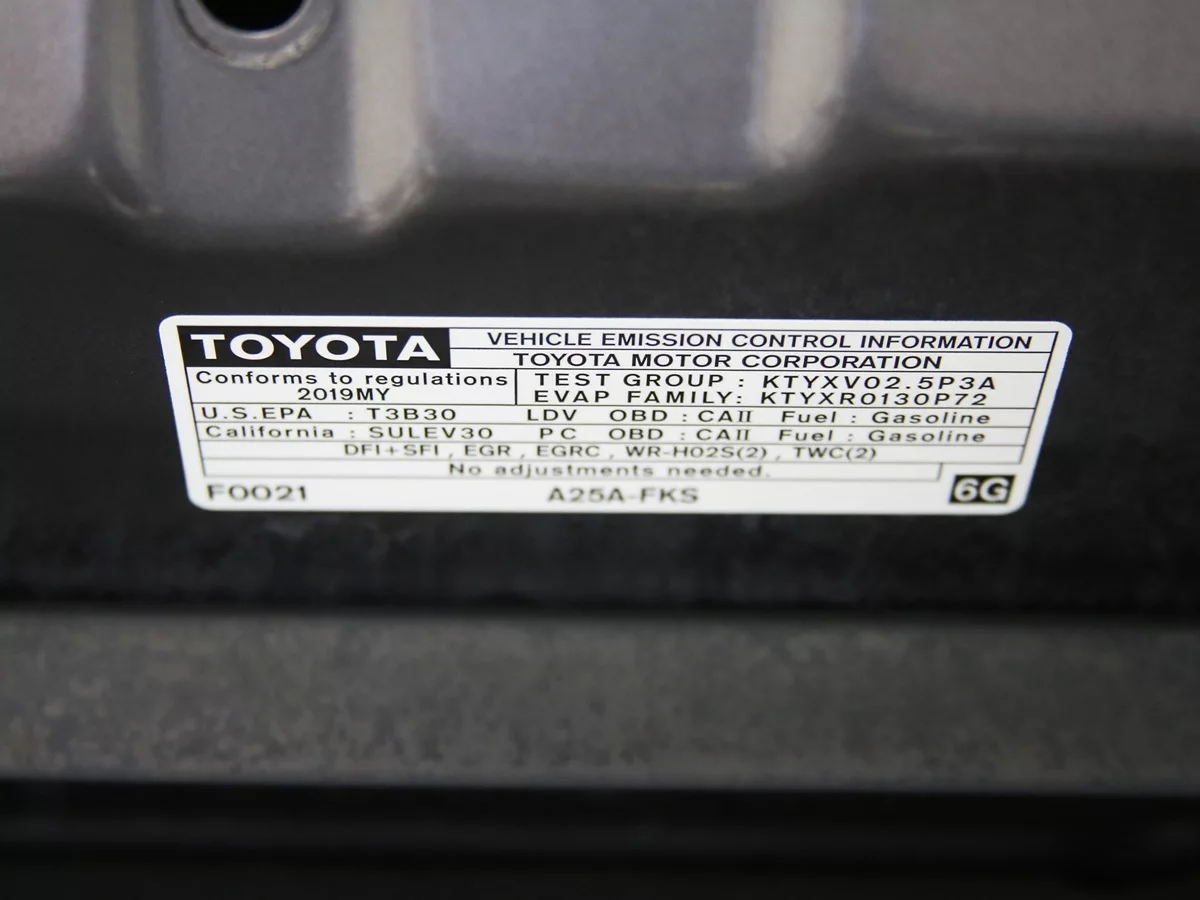 TOYOTA VEHICLE EMISSION CONTROL INFORMATION
TOYOTA MOTOR CORPORATION
Conforms to regulations
2019MY
TEST GROUP : KTYXV02.5P3A
EVAP FAMILY: KTYXR0130P72
U.S.EPA : T3B30 LDV OBD : CAII Fuel : Gasoline
California : SULEV30 PC OBD : CAII Fuel : Gasoline
DFI+SFI , EGR , EGRC , WR-HO2S(2) , TWC(2)
No adjustments needed.
F0021 A25A-FKS 6G